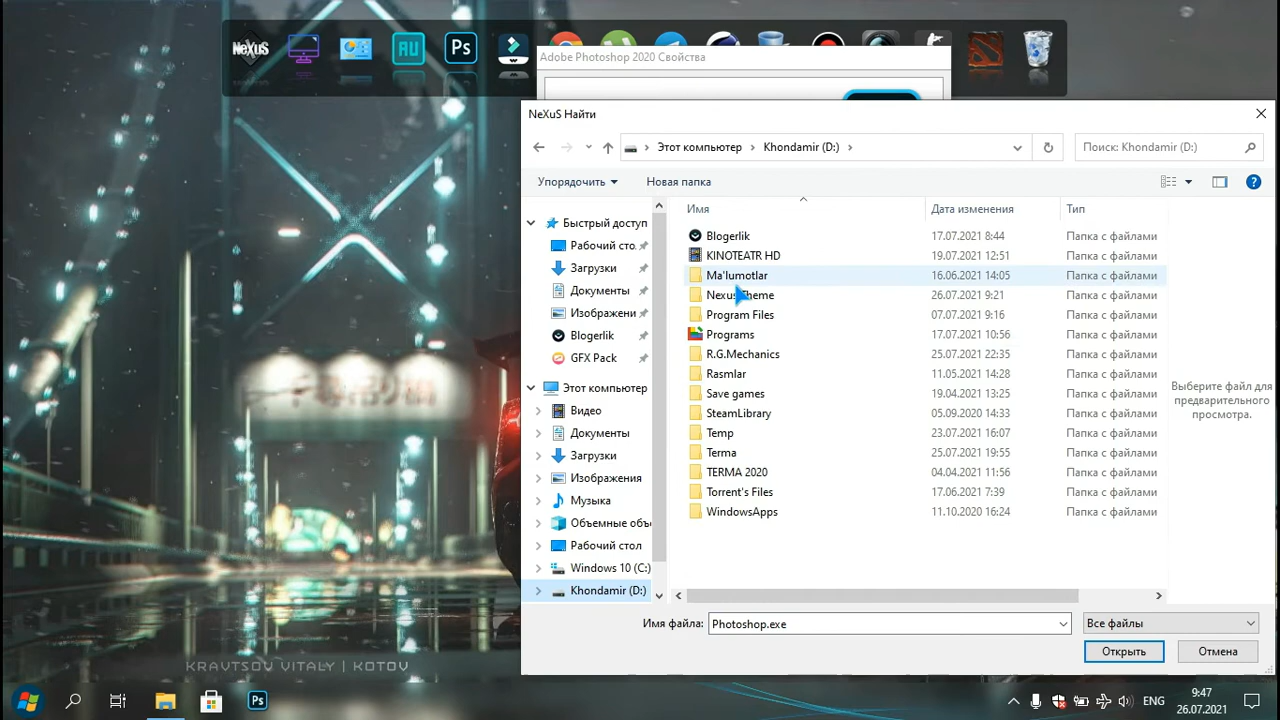 NeXuS
AU
Ps
Adobe Photoshop 2020 Свойства
NeXuS Найти
Этот компьютер
Khondamir (D:)
Поиск: Khondamir (D:)
Упорядочить
Новая папка
?
Имя
Дата изменения
Тип
Быстрый доступ
Рабочий сто.
Загрузки
Документы
Изображени
Blogerlik
GFX Pack
Этот компьютер
Видео
Документы
Загрузки
Изображения
Музыка
Объемные объ
Рабочий стол
Windows 10 (C:)
Khondamir (D:)
Blogerlik 17.07.2021 8:44 Папка с файлами
KINOTEATR HD 19.07.2021 12:51 Папка с файлами
Ma'lumotlar 16.06.2021 14:05 Папка с файлами
Nexus Theme 26.07.2021 9:21 Папка с файлами
Program Files 07.07.2021 9:16 Папка с файлами
Programs 17.07.2021 10:56 Папка с файлами
R.G.Mechanics 25.07.2021 22:35 Папка с файлами
Rasmlar 11.05.2021 14:28 Папка с файлами
Save games 19.04.2021 13:25 Папка с файлами
SteamLibrary 05.09.2020 14:33 Папка с файлами
Temp 23.07.2021 16:07 Папка с файлами
Terma 25.07.2021 19:55 Папка с файлами
TERMA 2020 04.04.2021 11:56 Папка с файлами
Torrent's Files 17.06.2021 7:39 Папка с файлами
WindowsApps 11.10.2020 16:24 Папка с файлами
Выберите файл для
предварительного
просмотра.
Имя файла:
Photoshop.exe
Все файлы
Открыть
Отмена
KRAVTSOV VITALY | KOTOV
Ps
ENG
9:47
26.07.2021